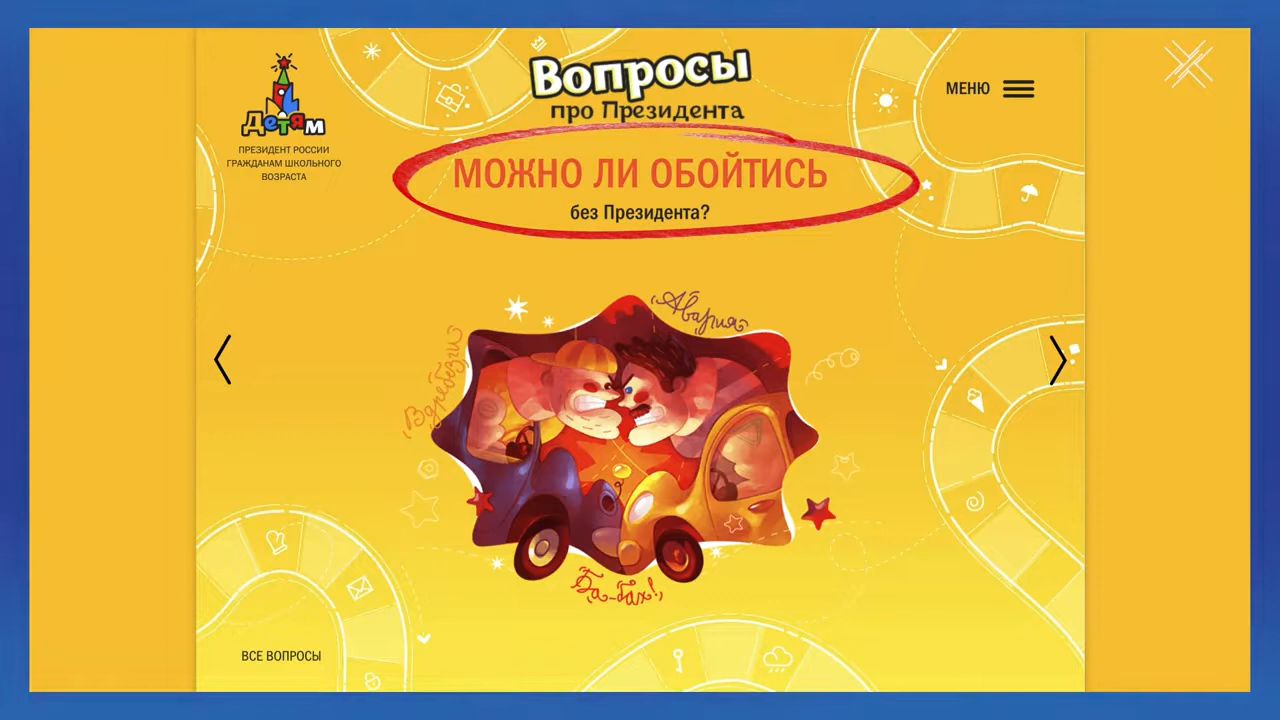 Вопросы
про Президента
МЕНЮ
Детям
ПРЕЗИДЕНТ РОССИИ
ГРАЖДАНАМ ШКОЛЬНОГО
ВОЗРАСТА
МОЖНО ЛИ ОБОЙТИСЬ
без Президента?
Авария
Вдребезги
Ба-бах!
ВСЕ ВОПРОСЫ